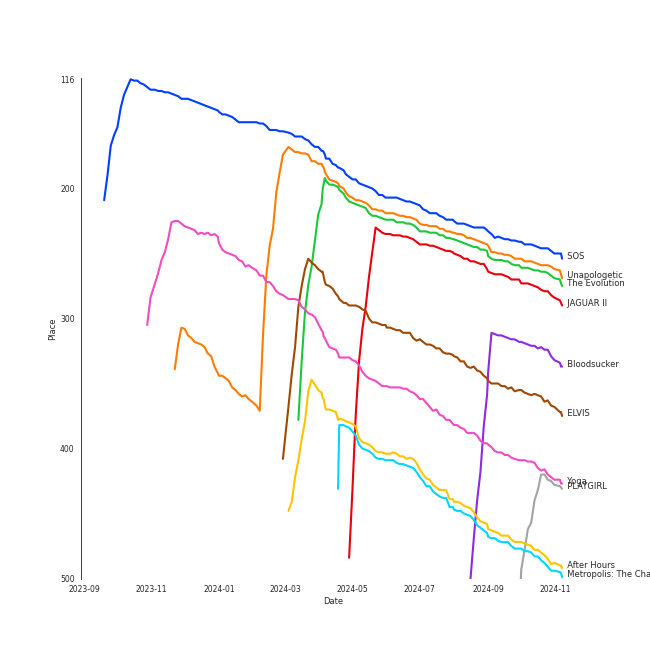 116
200
300
400
500
Place
2023-09
2023-11
2024-01
2024-03
2024-05
2024-07
2024-09
2024-11
Date
SOS
Unapologetic
The Evolution
JAGUAR II
Bloodsucker
ELVIS
Yoga
PLAYGIRL
After Hours
Metropolis: The Cha